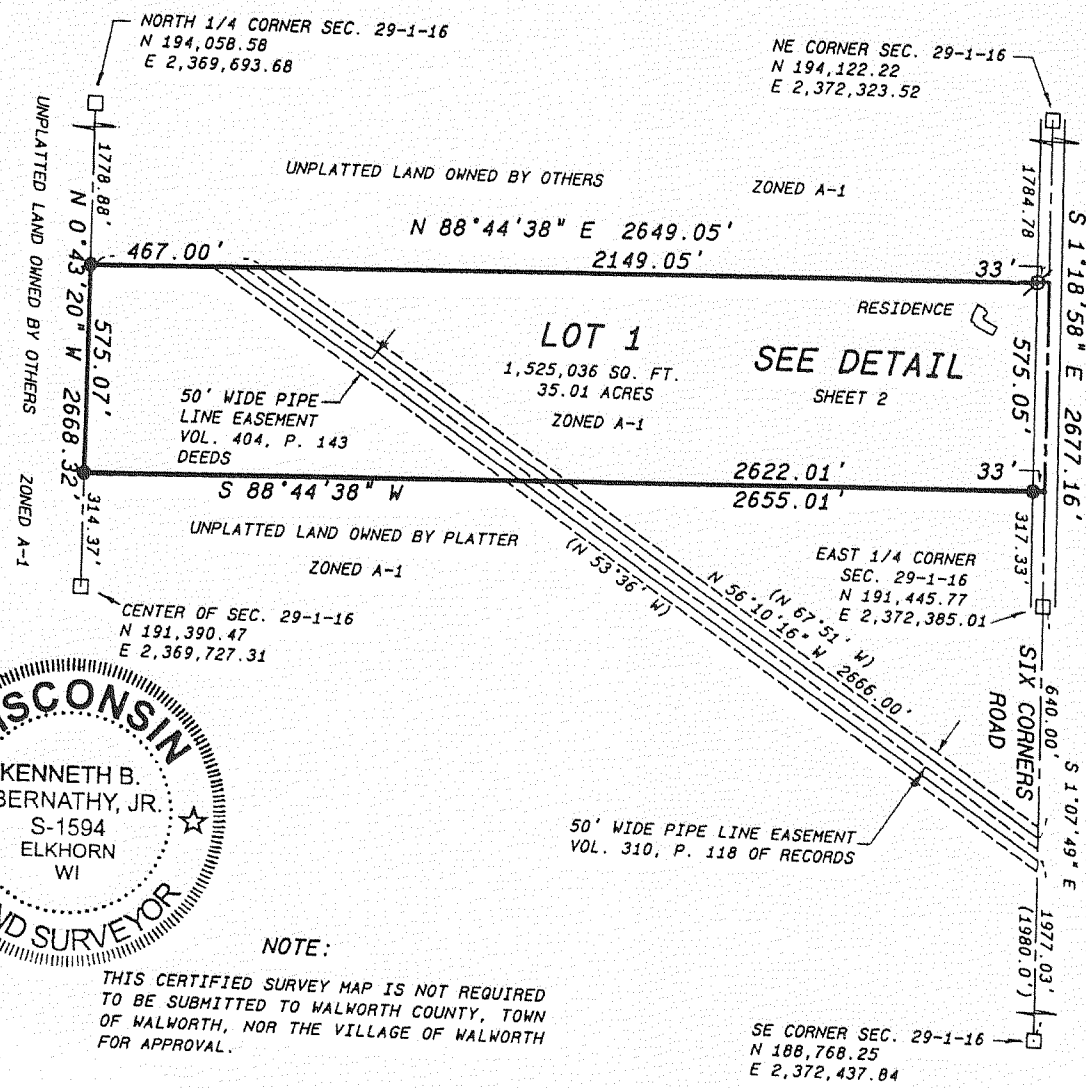 NORTH 1/4 CORNER SEC. 29-1-16
N 194,058.58
E 2,369,693.68
NE CORNER SEC. 29-1-16
N 194,122.22
E 2,372,323.52
UNPLATTED LAND OWNED BY OTHERS
ZONED A-1
1778.88'
N 0°43'20" W 2668.32'
575.07'
314.37'
UNPLATTED LAND OWNED BY OTHERS
ZONED A-1
1784.78
S 1°18'58" E 2677.16'
N 88°44'38" E 2649.05'
467.00'
2149.05'
33'
RESIDENCE
575.05'
LOT 1
1,525,036 SQ. FT.
35.01 ACRES
ZONED A-1
SEE DETAIL
SHEET 2
50' WIDE PIPE
LINE EASEMENT
VOL. 404, P. 143
DEEDS
2622.01'
33'
S 88°44'38" W
2655.01'
317.33'
UNPLATTED LAND OWNED BY PLATTER
ZONED A-1
(N 53°36' W)
(N 67°51' W)
N 56°10'16" W 2666.00'
EAST 1/4 CORNER
SEC. 29-1-16
N 191,445.77
E 2,372,385.01
CENTER OF SEC. 29-1-16
N 191,390.47
E 2,369,727.31
SIX CORNERS
ROAD
640.00'
S 1°07'49" E
1977.03'
(1980.0')
50' WIDE PIPE LINE EASEMENT
VOL. 310, P. 118 OF RECORDS
ISCONSIN
KENNETH B.
BERNATHY, JR.
S-1594
ELKHORN
WI
ND SURVEYOR
NOTE:
THIS CERTIFIED SURVEY MAP IS NOT REQUIRED
TO BE SUBMITTED TO WALWORTH COUNTY, TOWN
OF WALWORTH, NOR THE VILLAGE OF WALWORTH
FOR APPROVAL.
SE CORNER SEC. 29-1-16
N 188,768.25
E 2,372,437.84